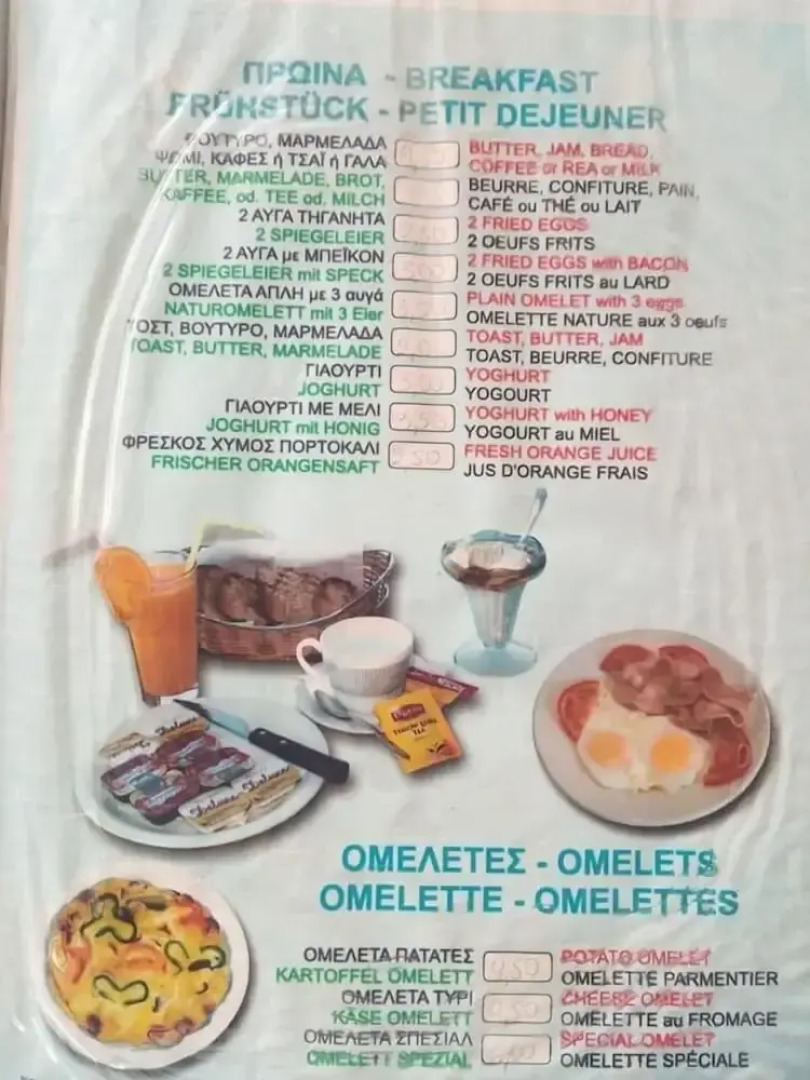 ΠΡΩΙΝΑ - BREAKFAST
FRÜHSTÜCK - PETIT DEJEUNER
ΒΟΥΤΥΡΟ, ΜΑΡΜΕΛΑΔΑ
ΨΩΜΙ, ΚΑΦΕΣ ή ΤΣΑΪ ή ΓΑΛΑ
BUTTER, MARMELADE, BROT,
KAFFEE, od. TEE od. MILCH
BUTTER, JAM, BREAD,
COFFEE or REA or MILK
BEURRE, CONFITURE, PAIN,
CAFÉ ou THÉ ou LAIT
2 ΑΥΓΑ ΤΗΓΑΝΗΤΑ
2 SPIEGELEIER
2 FRIED EGGS
2 OEUFS FRITS
2 ΑΥΓΑ με ΜΠΕΪΚΟΝ
2 SPIEGELEIER mit SPECK
2 FRIED EGGS with BACON
2 OEUFS FRITS au LARD
ΟΜΕΛΕΤΑ ΑΠΛΗ με 3 αυγά
NATUROMELETT mit 3 Eier
PLAIN OMELET with 3 eggs
OMELETTE NATURE aux 3 oeufs
ΤΟΣΤ, ΒΟΥΤΥΡΟ, ΜΑΡΜΕΛΑΔΑ
TOAST, BUTTER, MARMELADE
TOAST, BUTTER, JAM
TOAST, BEURRE, CONFITURE
ΓΙΑΟΥΡΤΙ
JOGHURT
YOGHURT
YOGOURT
ΓΙΑΟΥΡΤΙ ΜΕ ΜΕΛΙ
JOGHURT mit HONIG
YOGHURT with HONEY
YOGOURT au MIEL
ΦΡΕΣΚΟΣ ΧΥΜΟΣ ΠΟΡΤΟΚΑΛΙ
FRISCHER ORANGENSAFT
FRESH ORANGE JUICE
JUS D'ORANGE FRAIS
ΟΜΕΛΕΤΕΣ - OMELETS
OMELETTE - OMELETTES
ΟΜΕΛΕΤΑ ΠΑΤΑΤΕΣ
KARTOFFEL OMELETT
4,50
POTATO OMELET
OMELETTE PARMENTIER
ΟΜΕΛΕΤΑ ΤΥΡΙ
KÄSE OMELETT
CHEESE OMELET
OMELETTE au FROMAGE
ΟΜΕΛΕΤΑ ΣΠΕΣΙΑΛ
OMELETT SPEZIAL
SPECIAL OMELET
OMELETTE SPÉCIALE